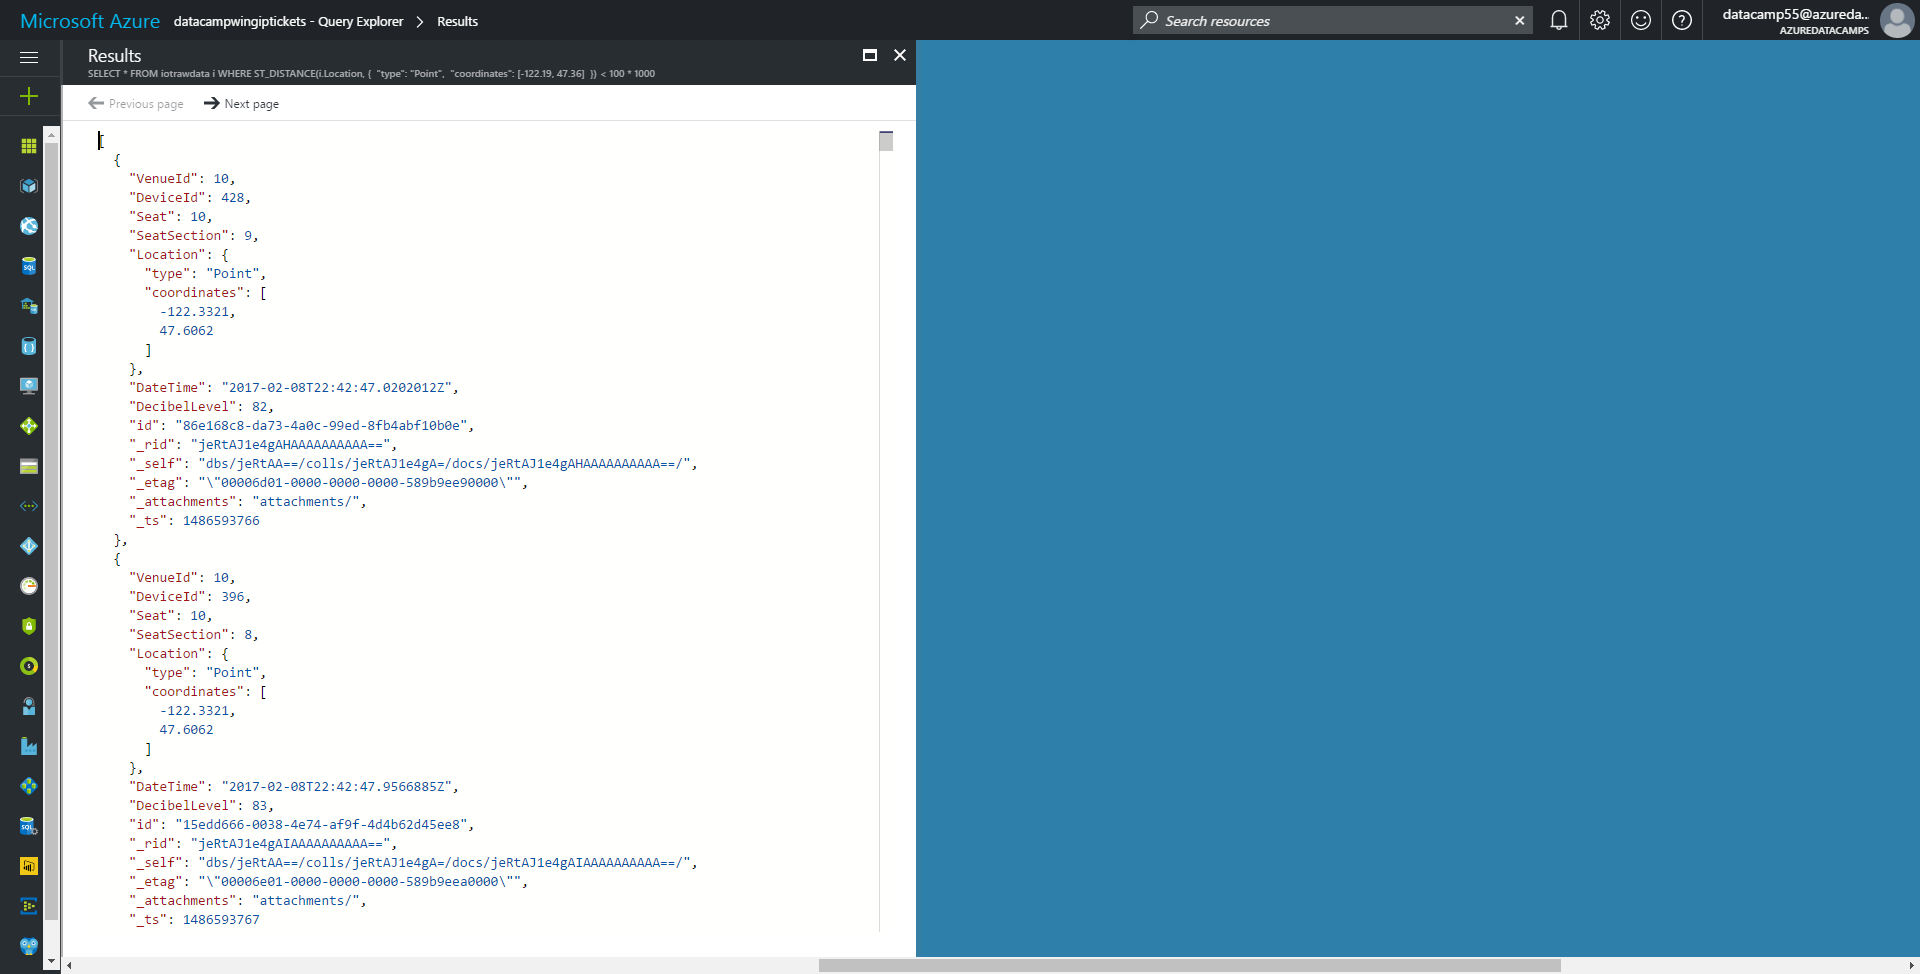 Microsoft Azure datacampwingiptickets - Query Explorer > Results
Search resources
datacamp55@azureda...
AZUREDATACAMPS
Results
SELECT * FROM iotrawdata i WHERE ST_DISTANCE(i.Location, { "type": "Point", "coordinates": [-122.19, 47.36] }) < 100 * 1000
Previous page
Next page
[
{
"VenueId": 10,
"DeviceId": 428,
"Seat": 10,
"SeatSection": 9,
"Location": {
"type": "Point",
"coordinates": [
-122.3321,
47.6062
]
},
"DateTime": "2017-02-08T22:42:47.0202012Z",
"DecibelLevel": 82,
"id": "86e168c8-da73-4a0c-99ed-8fb4abf10b0e",
"_rid": "jeRtAJ1e4gAHAAAAAAAAAA==",
"_self": "dbs/jeRtAA==/colls/jeRtAJ1e4gA=/docs/jeRtAJ1e4gAHAAAAAAAAAA==/",
"_etag": "\"00006d01-0000-0000-0000-589b9ee90000\"",
"_attachments": "attachments/",
"_ts": 1486593766
},
{
"VenueId": 10,
"DeviceId": 396,
"Seat": 10,
"SeatSection": 8,
"Location": {
"type": "Point",
"coordinates": [
-122.3321,
47.6062
]
},
"DateTime": "2017-02-08T22:42:47.9566885Z",
"DecibelLevel": 83,
"id": "15edd666-0038-4e74-af9f-4d4b62d45ee8",
"_rid": "jeRtAJ1e4gAIAAAAAAAAAA==",
"_self": "dbs/jeRtAA==/colls/jeRtAJ1e4gA=/docs/jeRtAJ1e4gAIAAAAAAAAAA==/",
"_etag": "\"00006e01-0000-0000-0000-589b9eea0000\"",
"_attachments": "attachments/",
"_ts": 1486593767
SQL
SQL